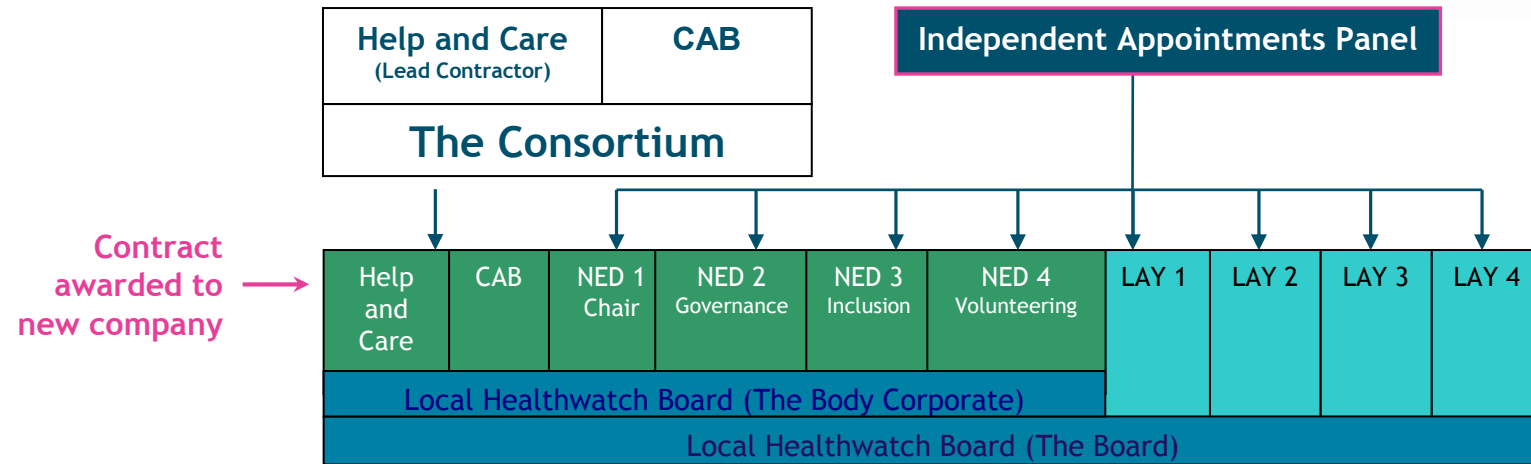 Help and Care
(Lead Contractor)
CAB
Independent Appointments Panel
The Consortium
Contract
awarded to
new company
Help
and
Care
CAB
NED 1
Chair
NED 2
Governance
NED 3
Inclusion
NED 4
Volunteering
LAY 1
LAY 2
LAY 3
LAY 4
Local Healthwatch Board (The Body Corporate)
Local Healthwatch Board (The Board)